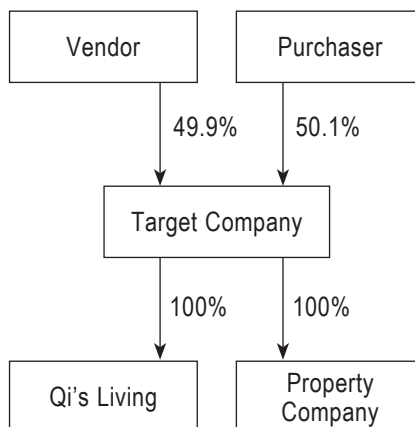 Vendor
Purchaser
49.9%
50.1%
Target Company
100%
100%
Qi's Living
Property
Company